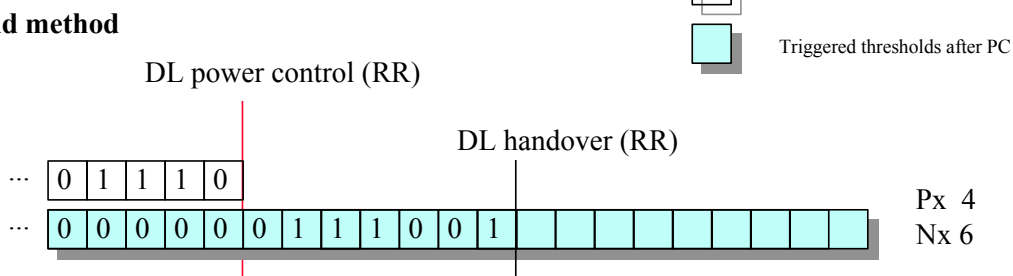 d method
Triggered thresholds after PC
DL power control (RR)
DL handover (RR)
... 0 1 1 1 0
Px 4
... 0 0 0 0 0 0 1 1 1 0 0 1
Nx 6